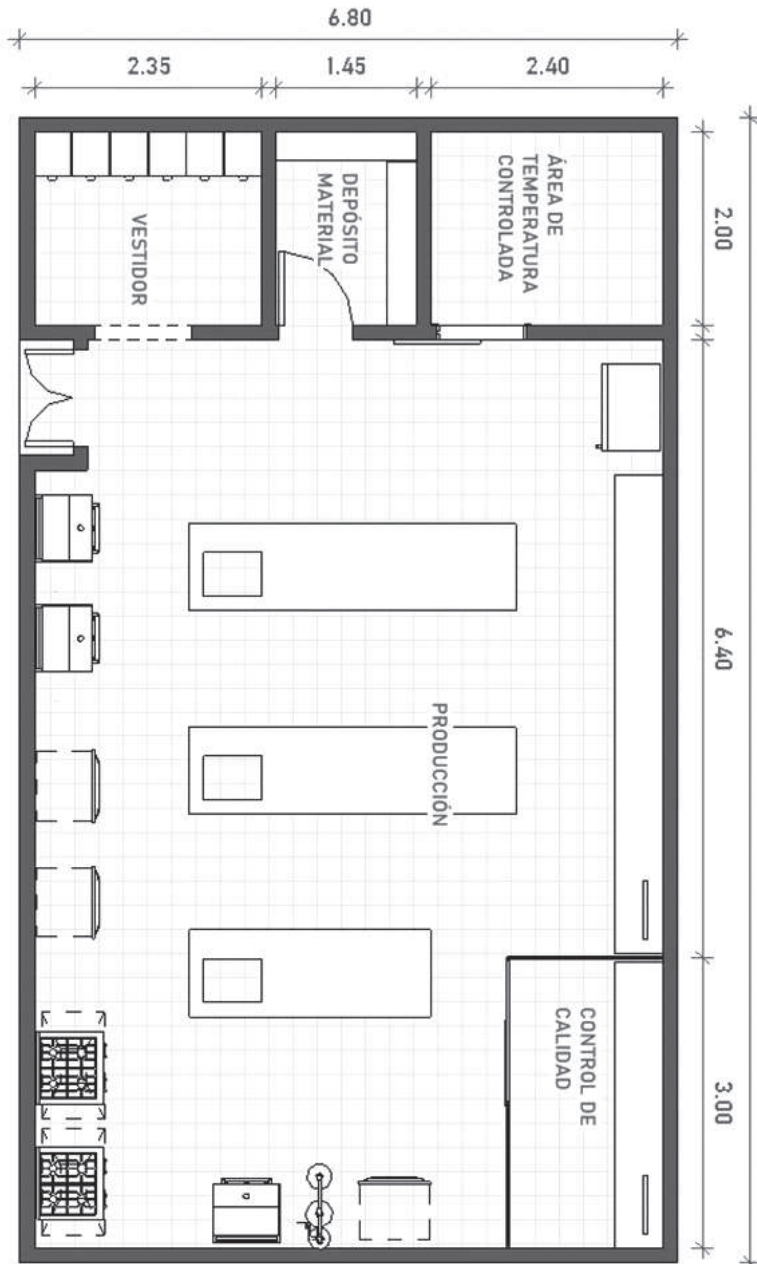 6.80
2.35
1.45
2.40
2.00
6.40
3.00
VESTIDOR
DEPÓSITO
MATERIAL
ÁREA DE
TEMPERATURA
CONTROLADA
PRODUCCIÓN
CONTROL DE
CALIDAD